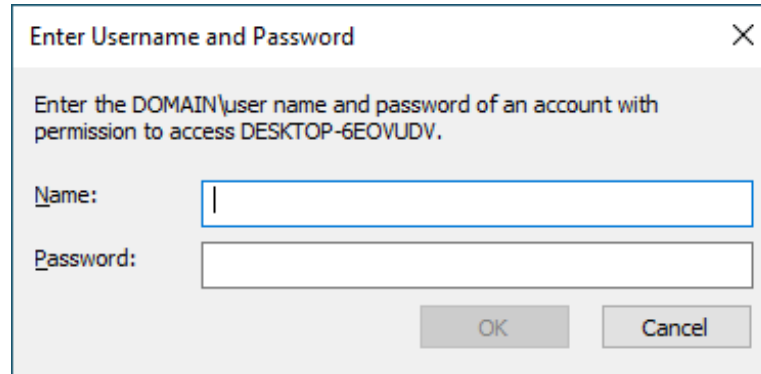 Enter Username and Password
Enter the DOMAIN\user name and password of an account with
permission to access DESKTOP-6EOVUDV.
Name:
Password:
OK
Cancel